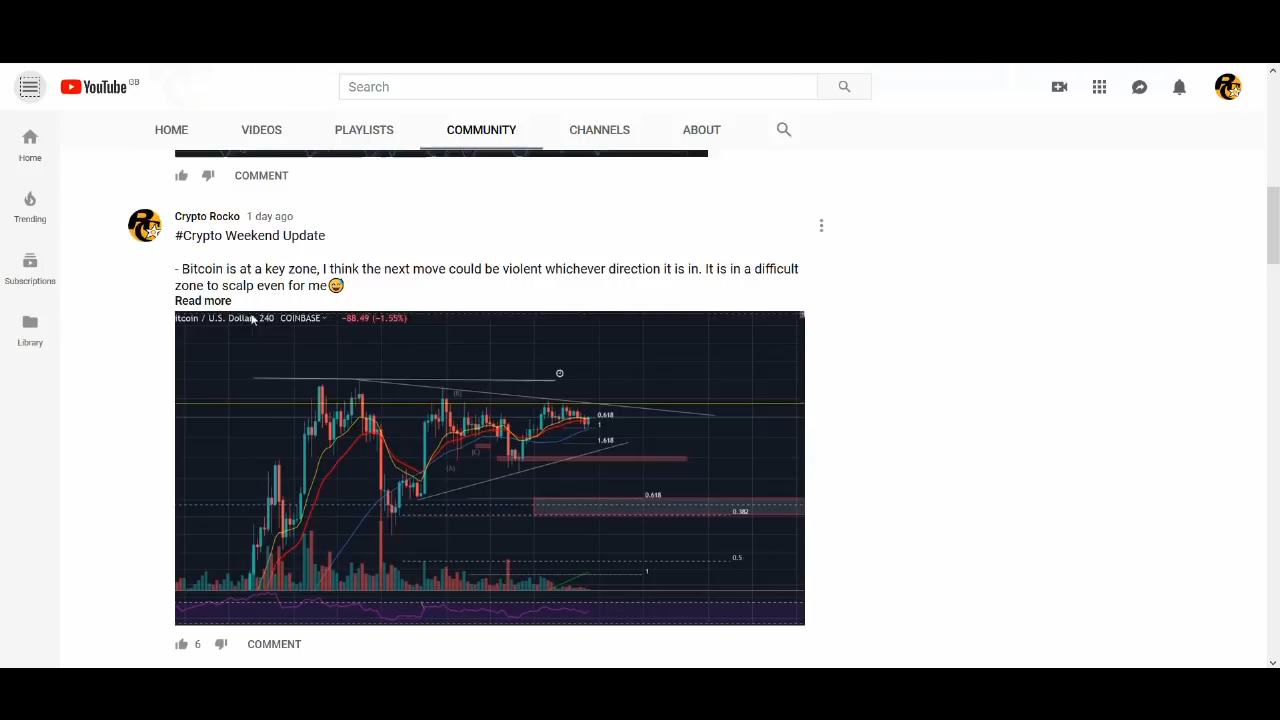 YouTube GB
Search
HOME VIDEOS PLAYLISTS COMMUNITY CHANNELS ABOUT
Home
Trending
Subscriptions
Library
COMMENT
Crypto Rocko 1 day ago
#Crypto Weekend Update
- Bitcoin is at a key zone, I think the next move could be violent whichever direction it is in. It is in a difficult
zone to scalp even for me😅
Read more
itcoin / U.S. Dollar, 240 COINBASE -88.49 (-1.55%)
(B)
0.618
1
1.618
(C)
(A)
0.618
0.382
0.5
1
6 COMMENT